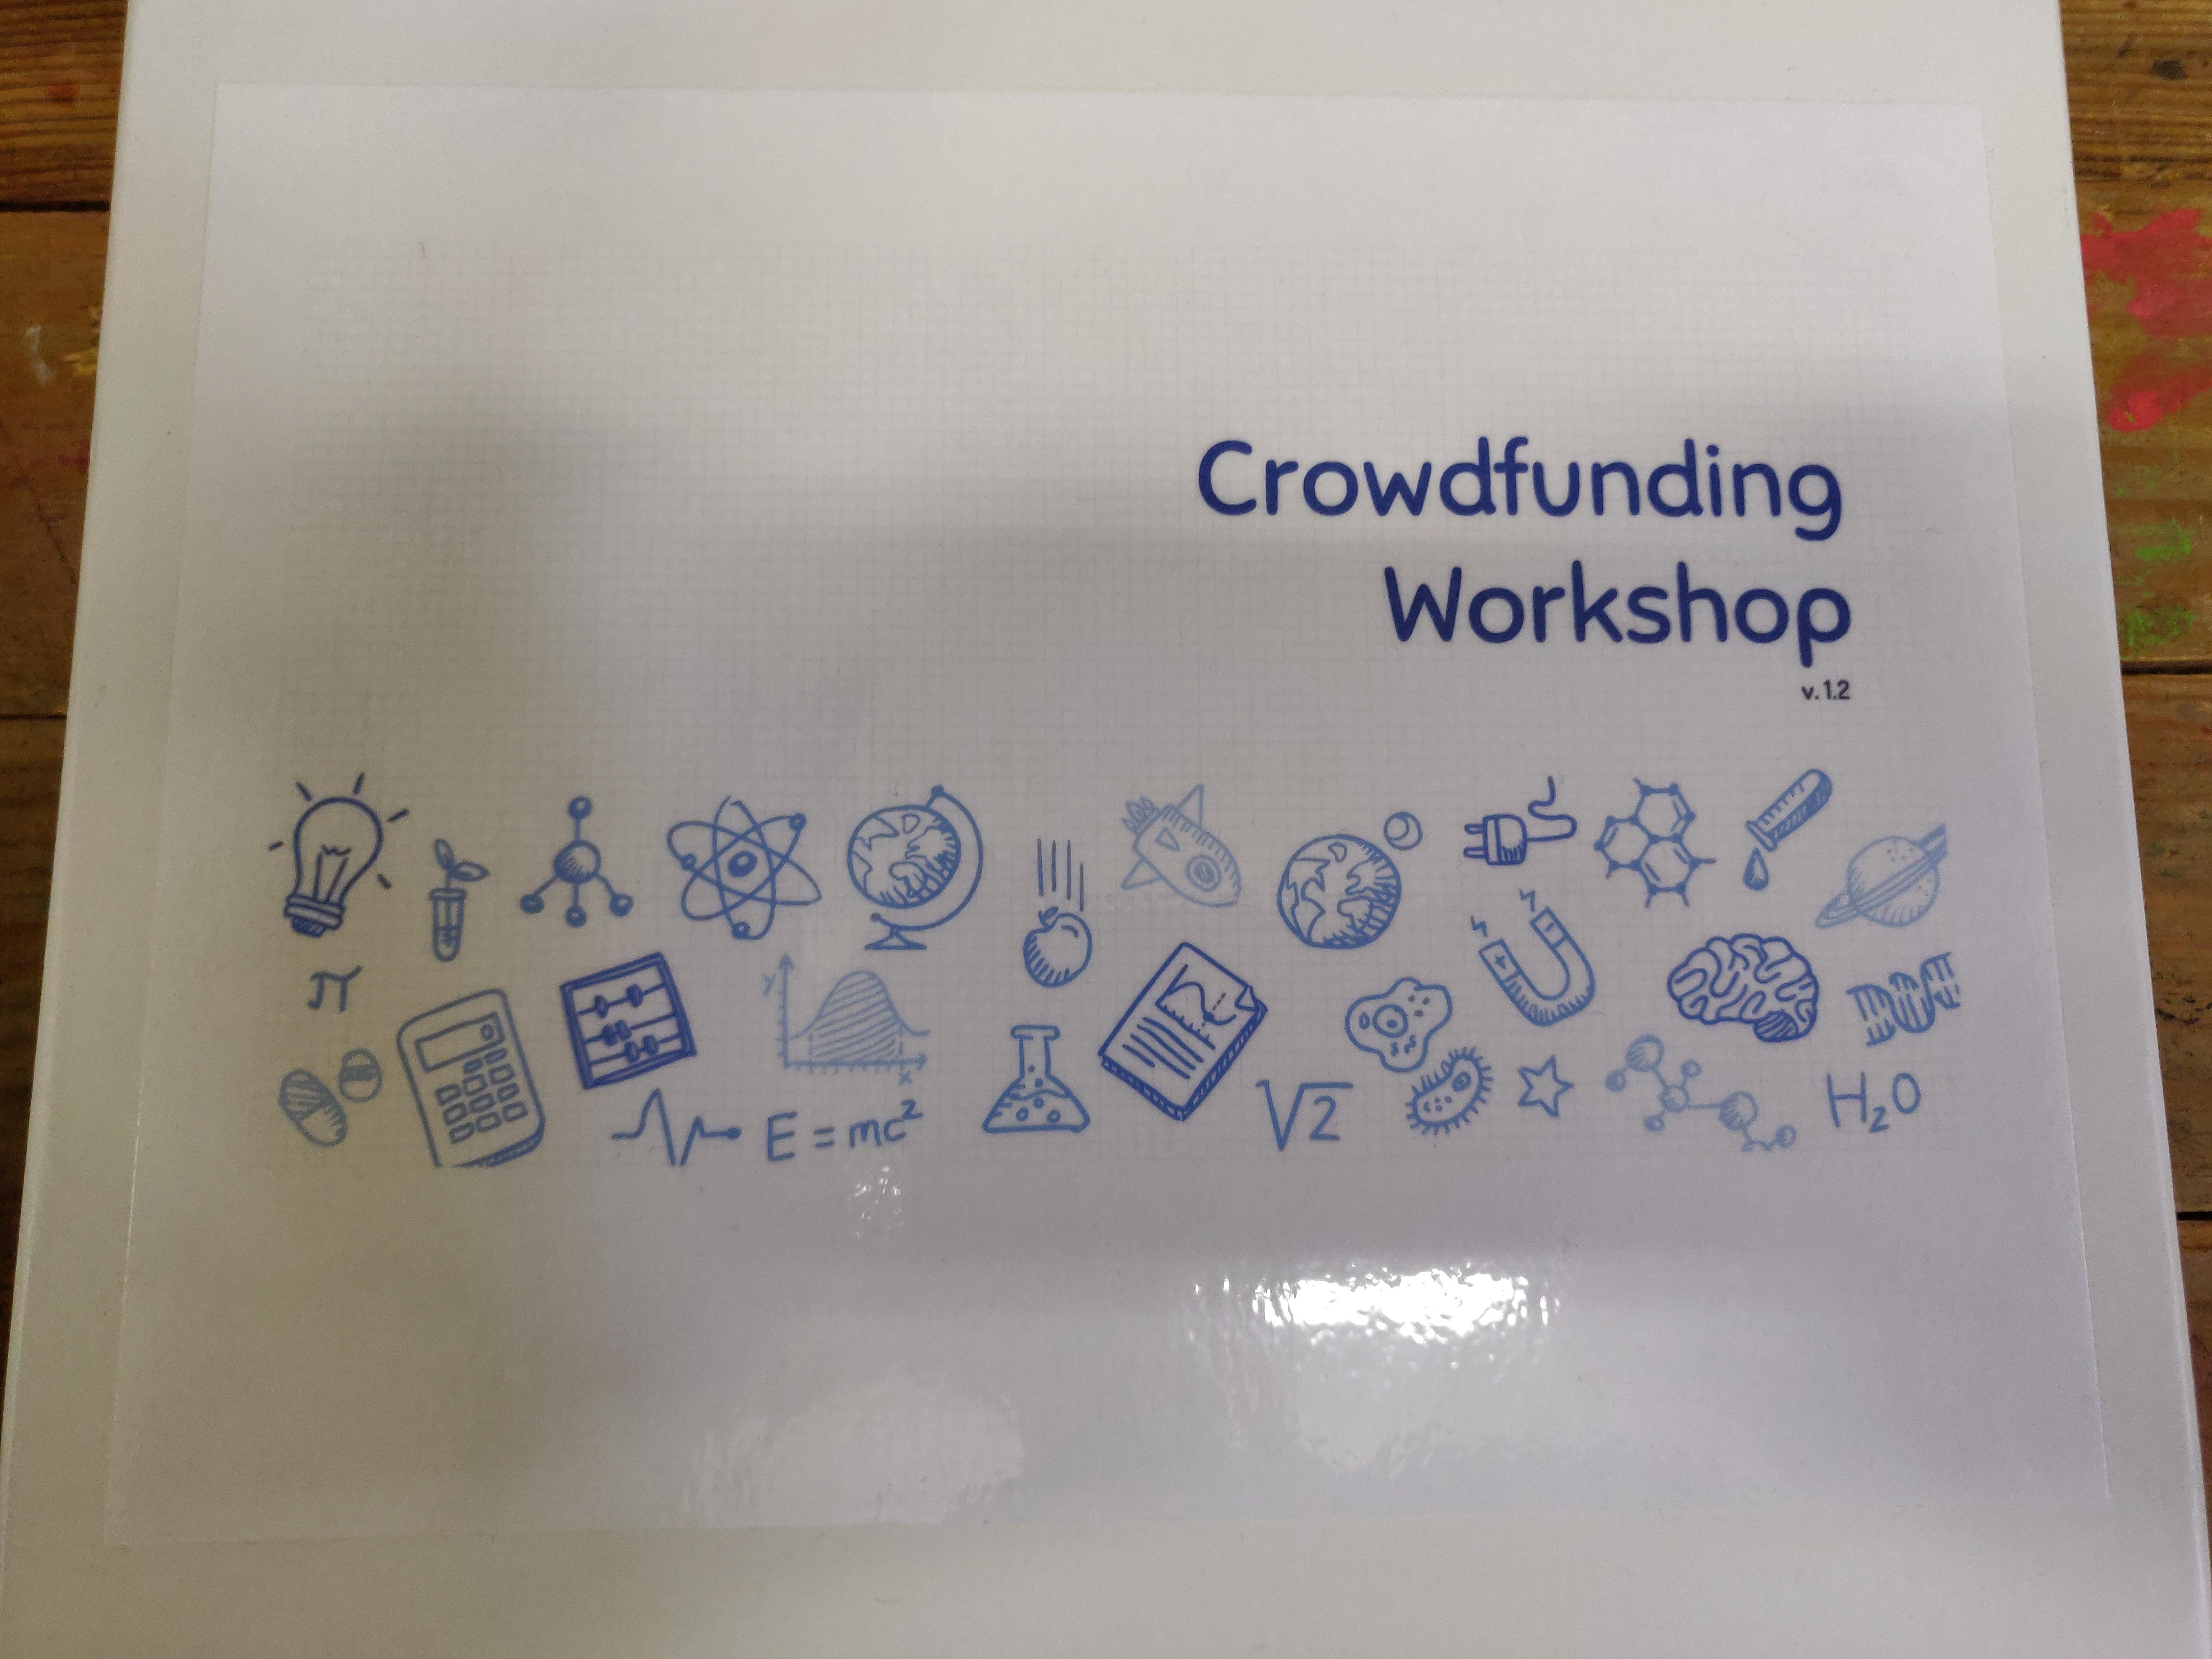 Crowdfunding
Workshop
v. 1.2
π
y
x
E = mc²
√2
H₂O